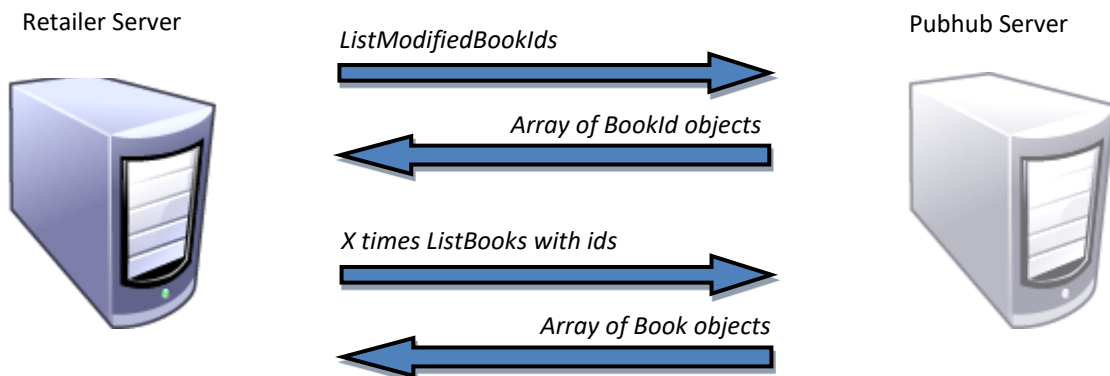 Retailer Server
Pubhub Server
ListModifiedBookIds
Array of BookId objects
X times ListBooks with ids
Array of Book objects